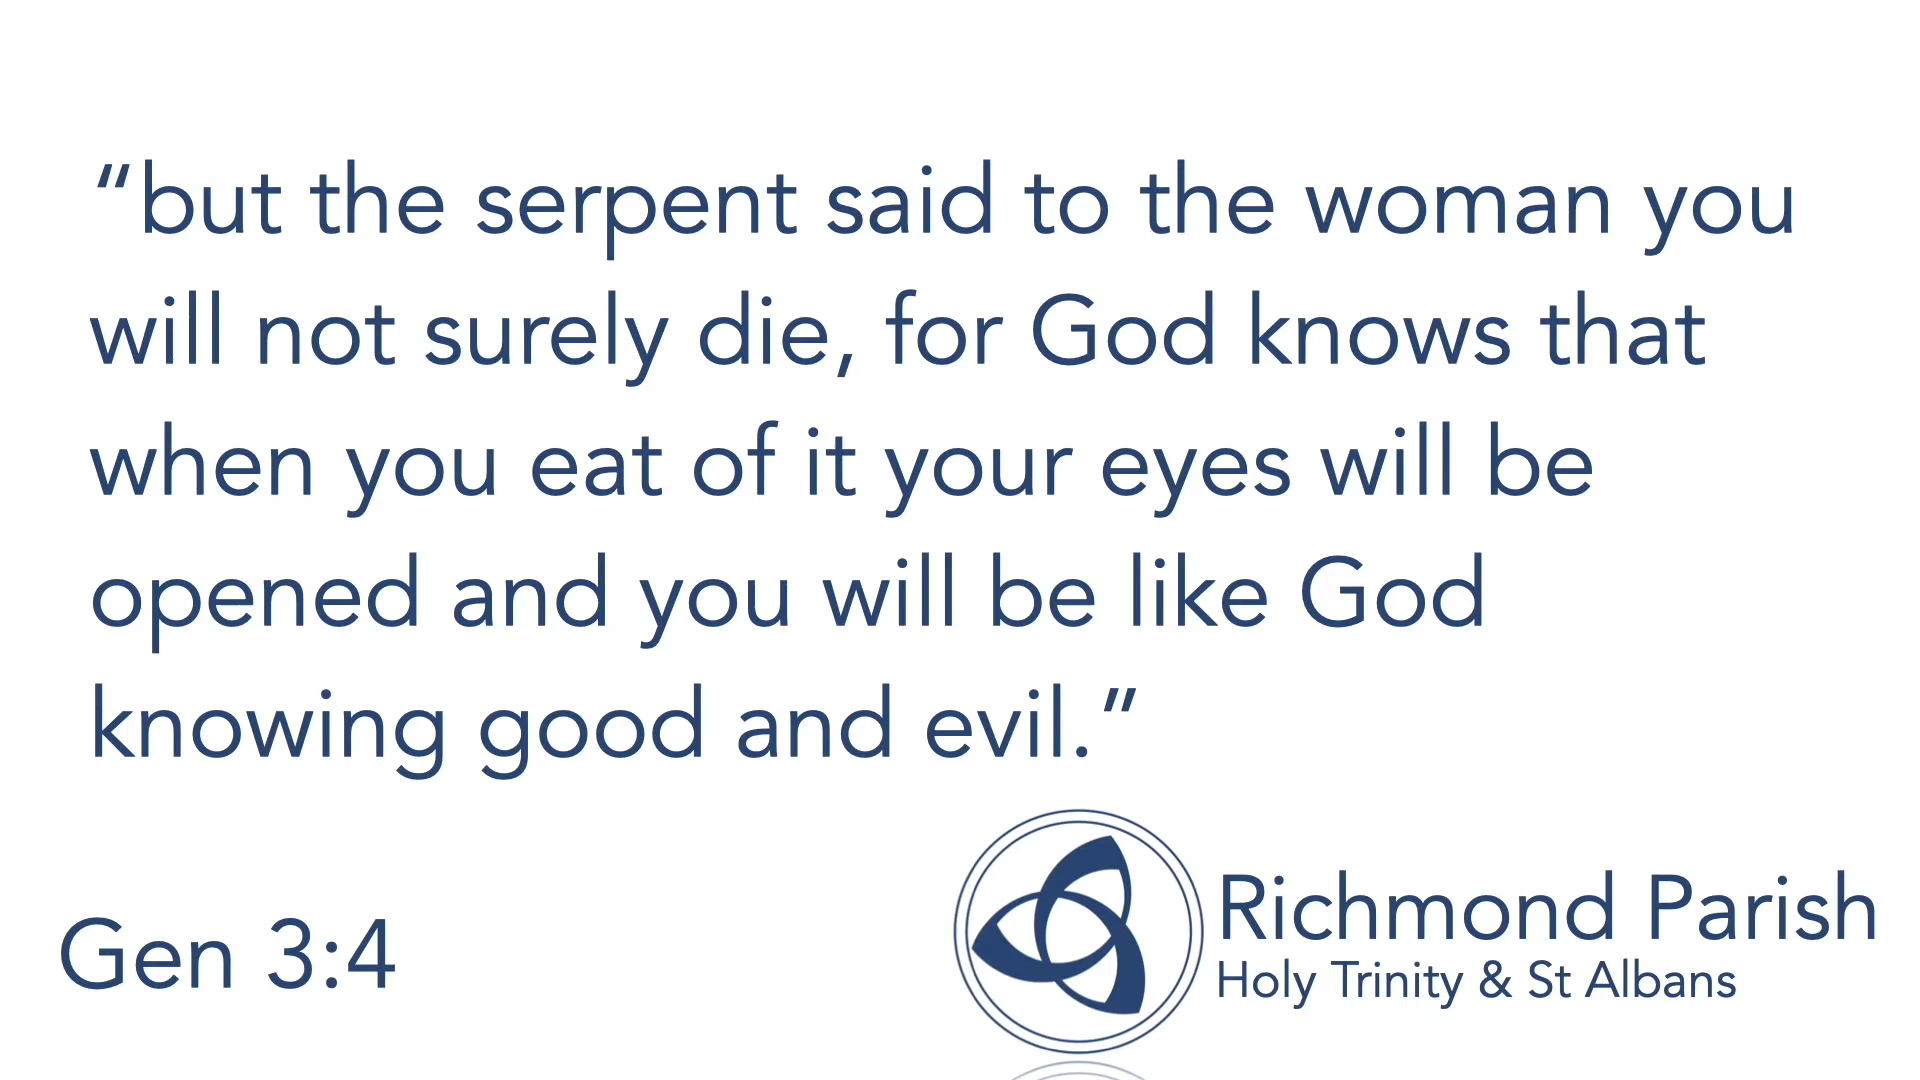 “but the serpent said to the woman you
will not surely die, for God knows that
when you eat of it your eyes will be
opened and you will be like God
knowing good and evil.”
Gen 3:4
Richmond Parish
Holy Trinity & St Albans